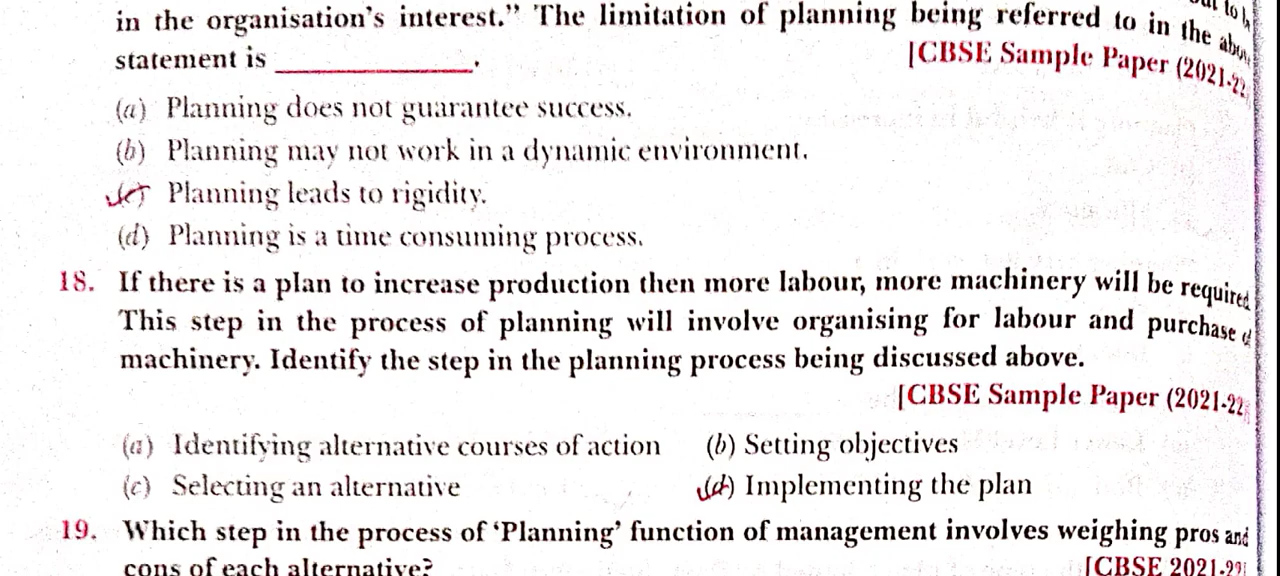 in the organisation's interest." The limitation of planning being referred to in the
statement is ____________.
[CBSE Sample Paper (2021-22
(a) Planning does not guarantee success.
(b) Planning may not work in a dynamic environment.
(c) Planning leads to rigidity.
(d) Planning is a time consuming process.
18. If there is a plan to increase production then more labour, more machinery will be required
This step in the process of planning will involve organising for labour and purchase
machinery. Identify the step in the planning process being discussed above.
[CBSE Sample Paper (2021-22
(a) Identifying alternative courses of action (b) Setting objectives
(c) Selecting an alternative (d) Implementing the plan
19. Which step in the process of 'Planning' function of management involves weighing pros and
cons of each alternative? [CBSE 2021-22